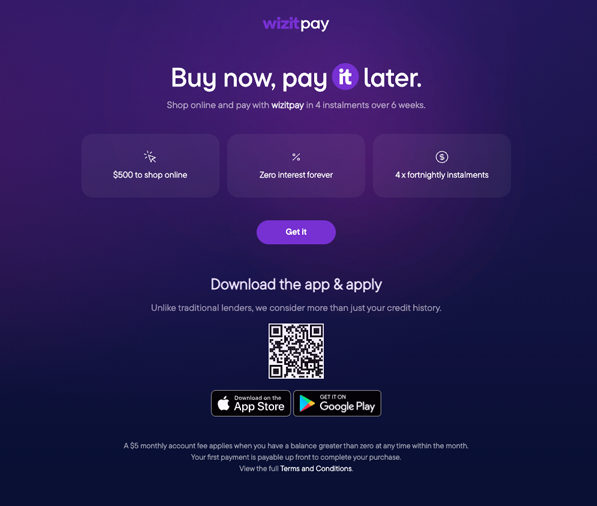 wizitpay
Buy now, pay it later.
Shop online and pay with wizitpay in 4 instalments over 6 weeks.
$500 to shop online
Zero interest forever
4 x fortnightly instalments
Get it
Download the app & apply
Unlike traditional lenders, we consider more than just your credit history.
Download on the
App Store
GET IT ON
Google Play
A $5 monthly account fee applies when you have a balance greater than zero at any time within the month.
Your first payment is payable up front to complete your purchase.
View the full Terms and Conditions.